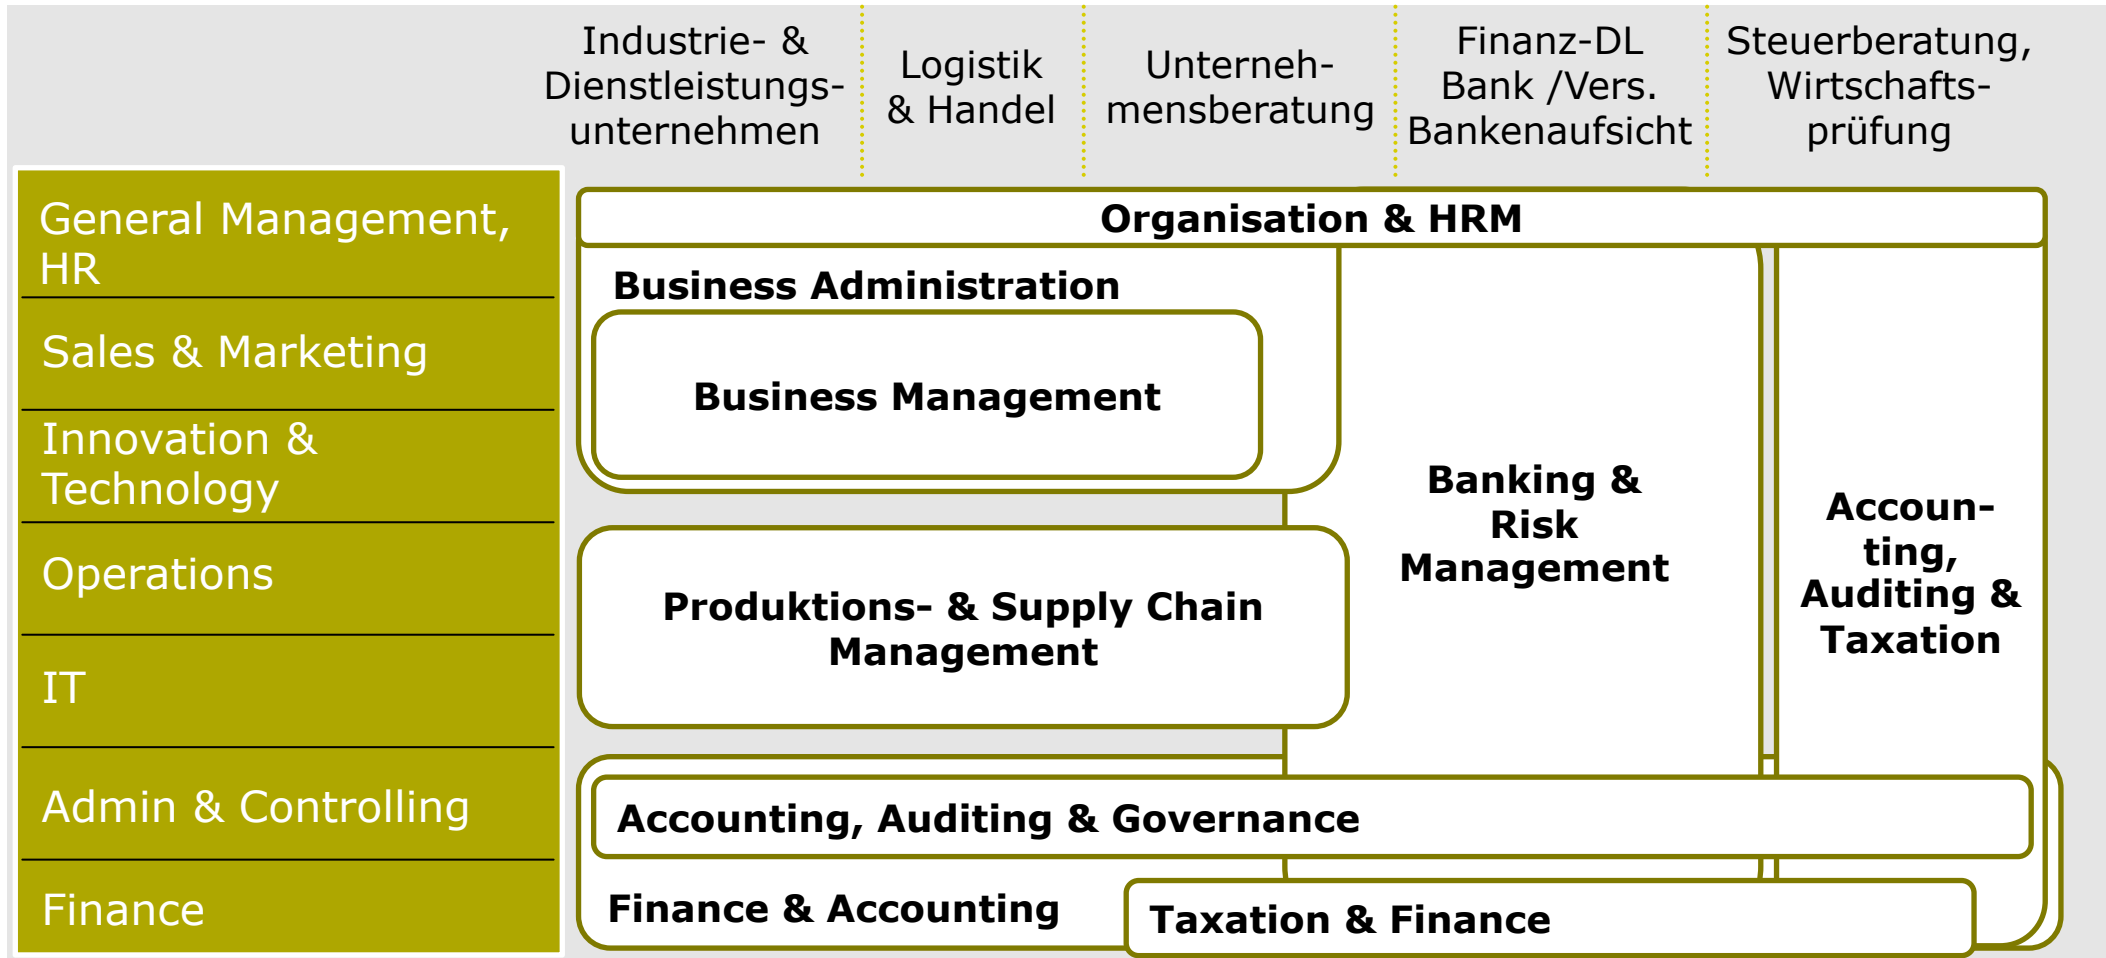 Industrie- &
Dienstleistungs-
unternehmen
Logistik
& Handel
Unterneh-
mensberatung
Finanz-DL
Bank /Vers.
Bankenaufsicht
Steuerberatung,
Wirtschafts-
prüfung
General Management,
HR
Sales & Marketing
Innovation &
Technology
Operations
IT
Admin & Controlling
Finance
Organisation & HRM
Business Administration
Business Management
Produktions- & Supply Chain
Management
Banking &
Risk
Management
Accoun-
ting,
Auditing &
Taxation
Accounting, Auditing & Governance
Finance & Accounting
Taxation & Finance